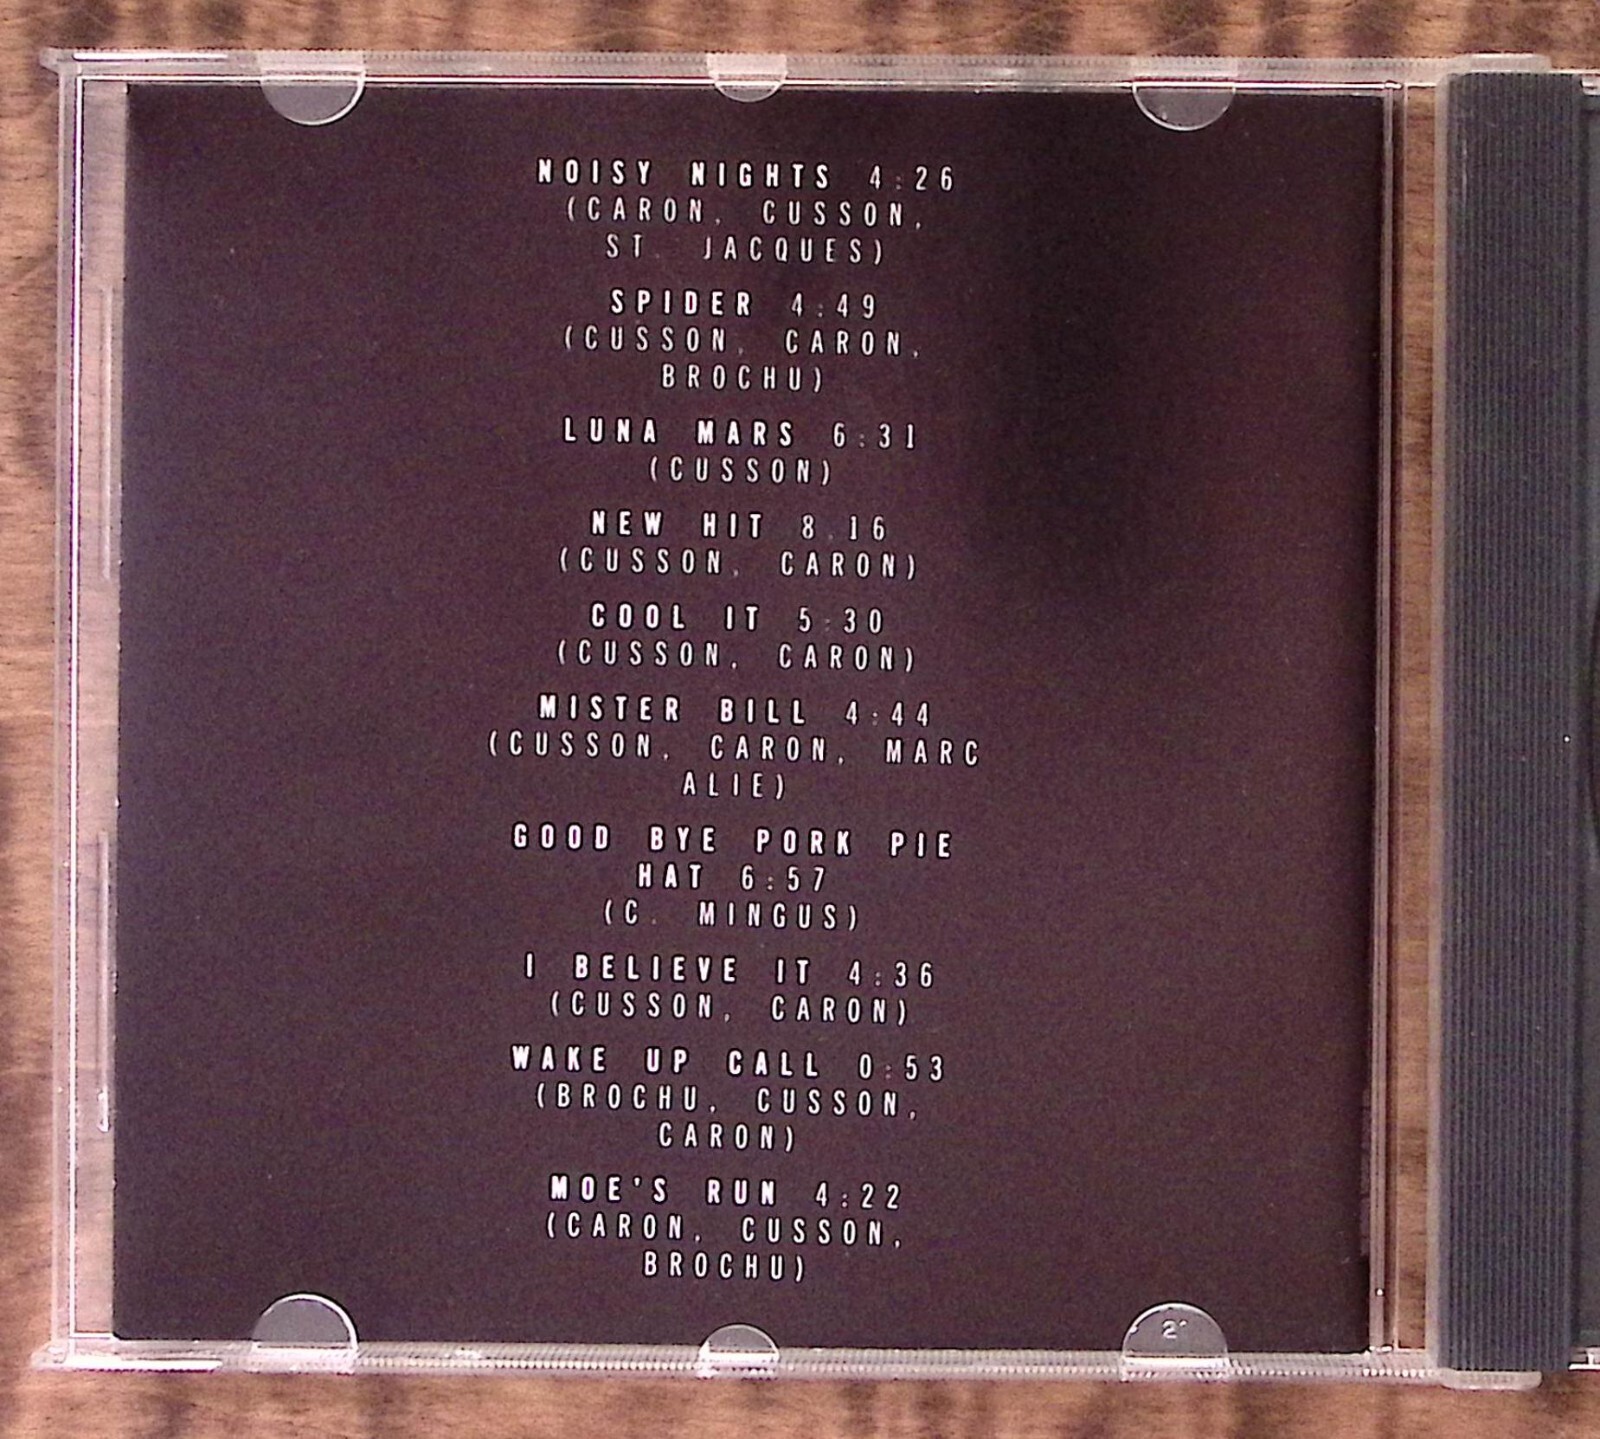 NOISY NIGHTS 4:26
(CARON, CUSSON,
ST. JACQUES)
SPIDER 4:49
(CUSSON, CARON,
BROCHU)
LUNA MARS 6:31
(CUSSON)
NEW HIT 8:16
(CUSSON, CARON)
COOL IT 5:30
(CUSSON, CARON)
MISTER BILL 4:44
(CUSSON, CARON, MARC
ALIE)
GOOD BYE PORK PIE
HAT 6:57
(C. MINGUS)
I BELIEVE IT 4:36
(CUSSON, CARON)
WAKE UP CALL 0:53
(BROCHU, CUSSON,
CARON)
MOE'S RUN 4:22
(CARON, CUSSON,
BROCHU)